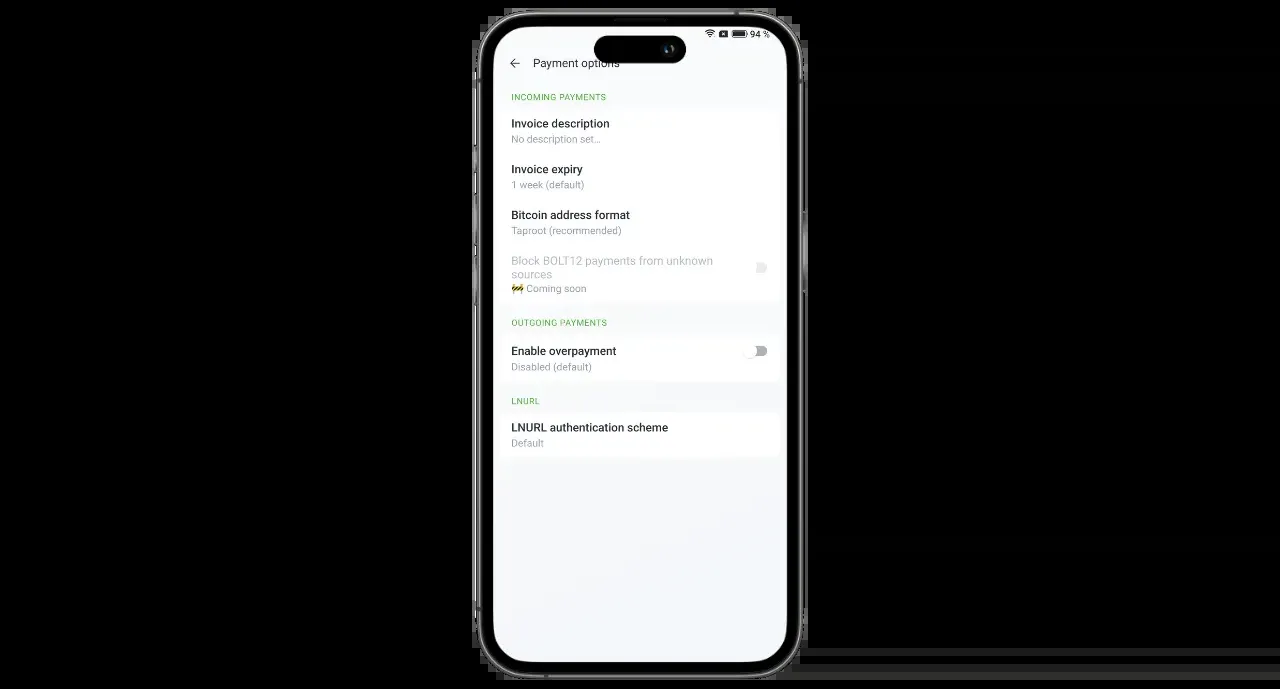 94 %
Payment options
INCOMING PAYMENTS
Invoice description
No description set...
Invoice expiry
1 week (default)
Bitcoin address format
Taproot (recommended)
Block BOLT12 payments from unknown
sources
🚧 Coming soon
OUTGOING PAYMENTS
Enable overpayment
Disabled (default)
LNURL
LNURL authentication scheme
Default